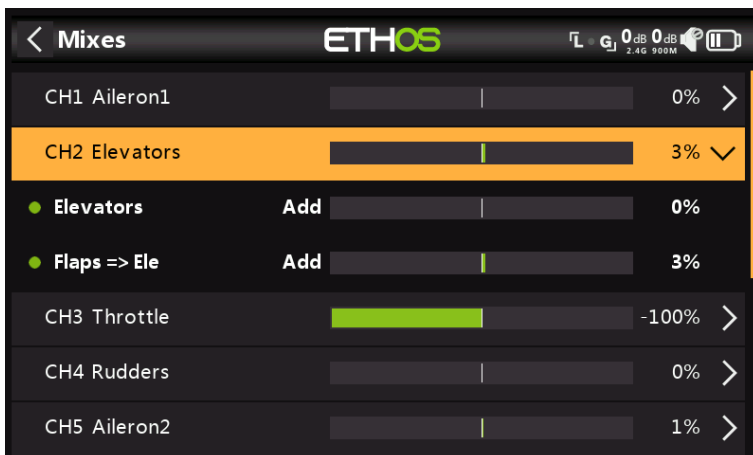 Mixes ETHOS L G 0dB 0dB
2.4G 900M
CH1 Aileron1 0%
CH2 Elevators 3%
Elevators Add 0%
Flaps => Ele Add 3%
CH3 Throttle -100%
CH4 Rudders 0%
CH5 Aileron2 1%